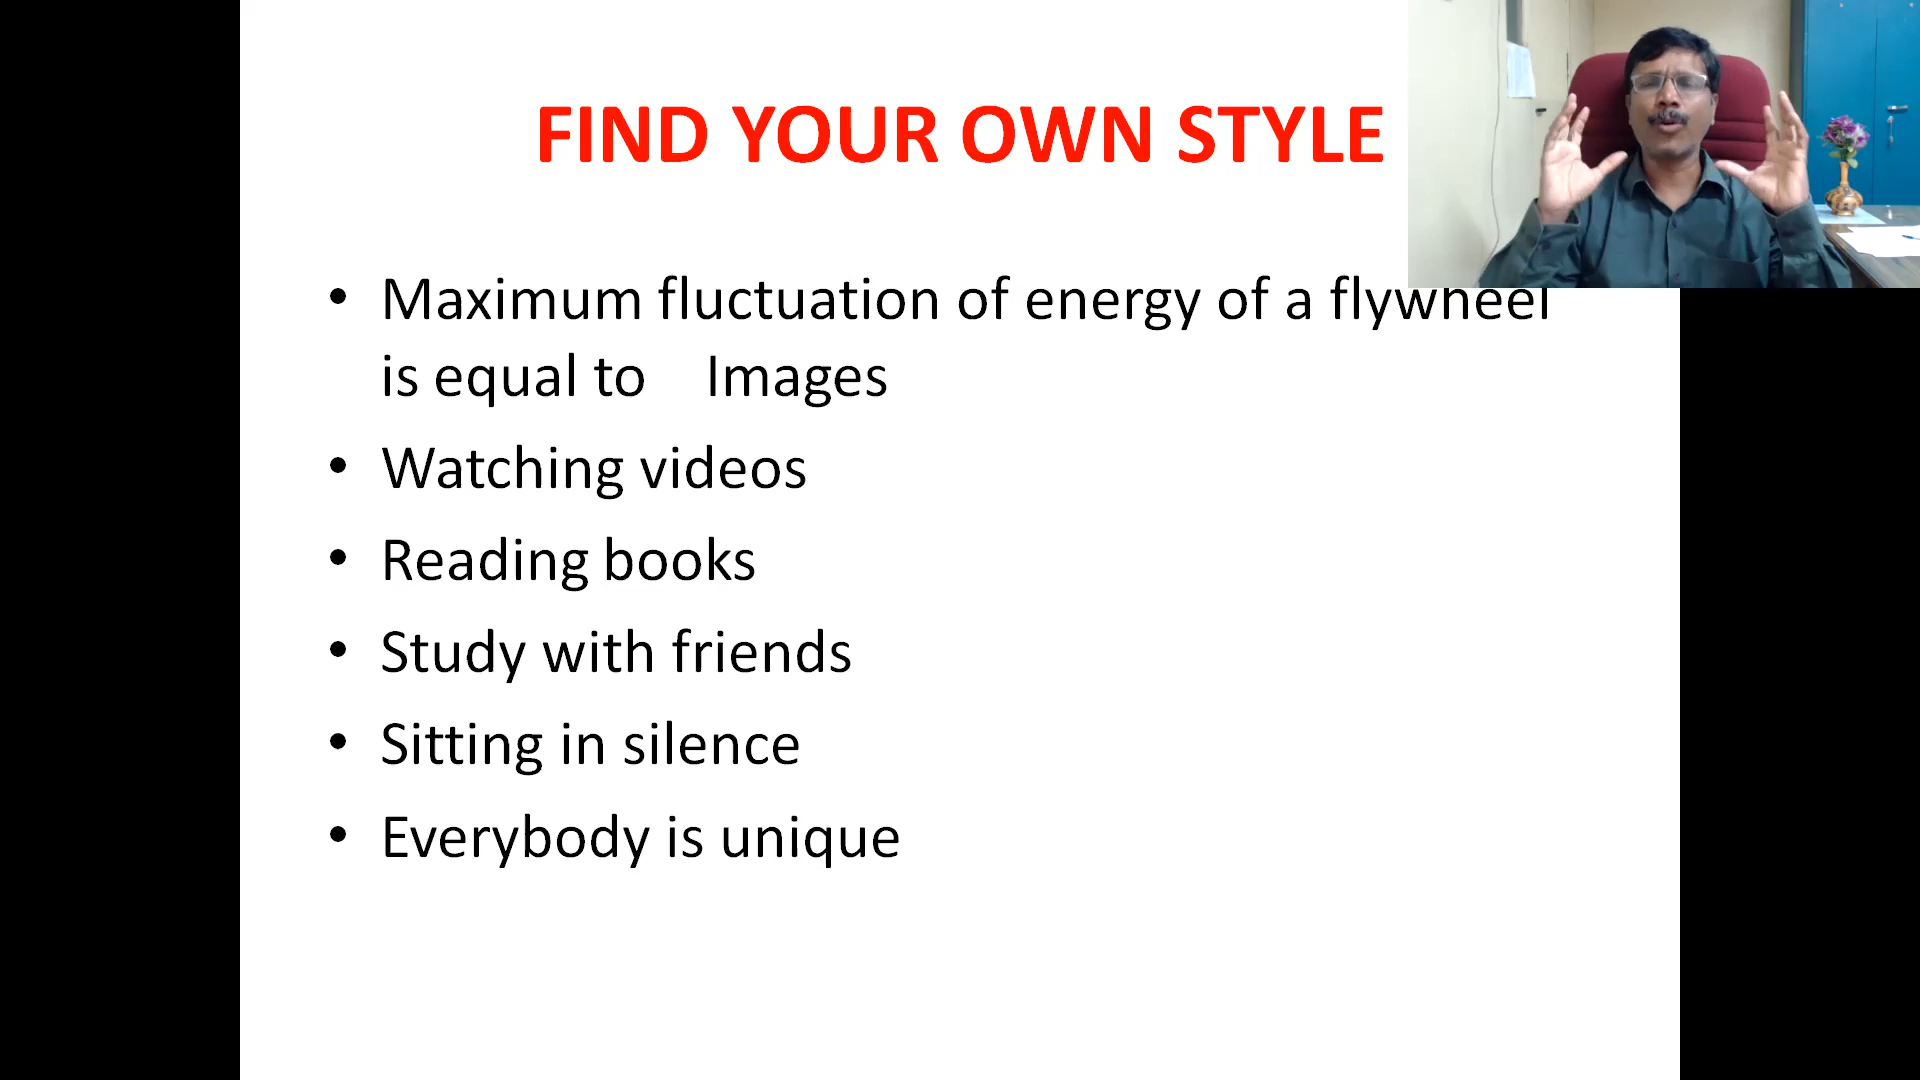 FIND YOUR OWN STYLE
• Maximum fluctuation of energy of a flywheel
is equal to Images
• Watching videos
• Reading books
• Study with friends
• Sitting in silence
• Everybody is unique